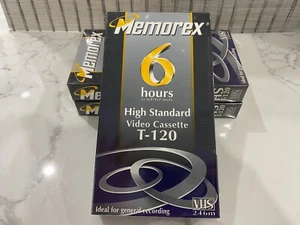 Memorex
6
hours
High Standard
Video Cassette
T-120
Ideal for general recording
VHS
246m
Memorex
Memorex